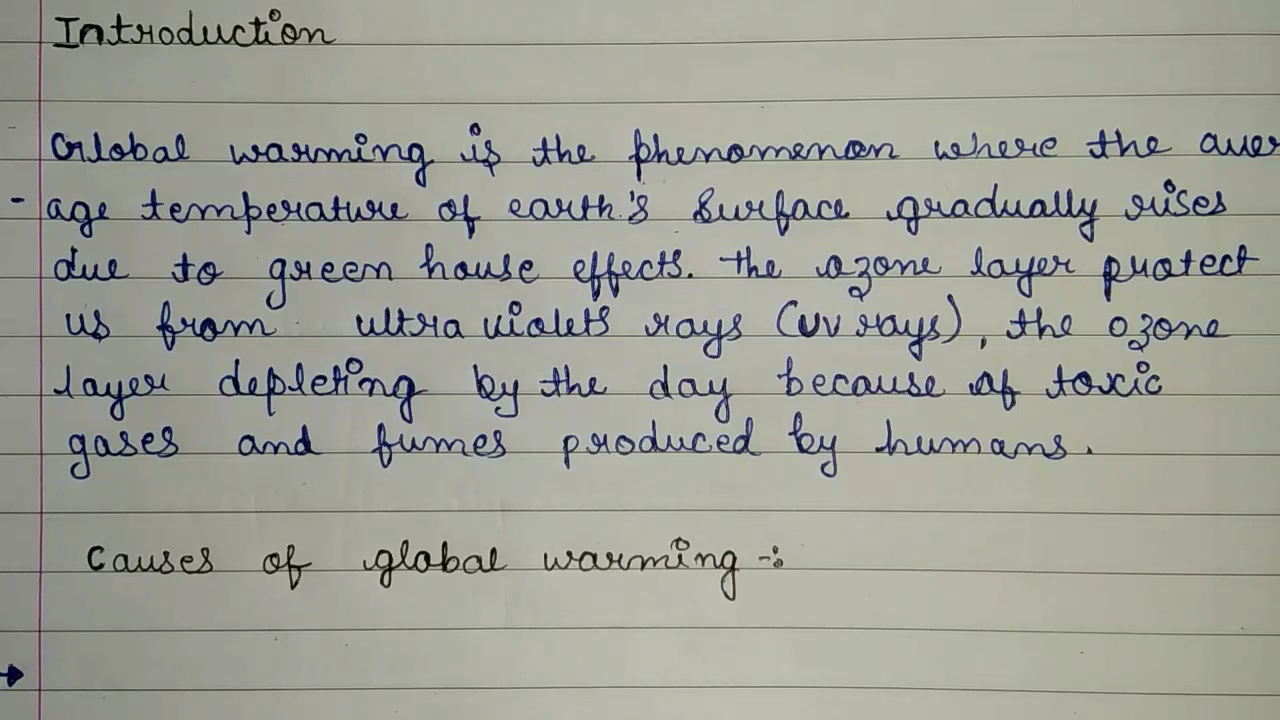 Introduction
Global warming is the phenomenon where the aver
- age temperature of earth's surface gradually rises
due to green house effects. the ozone layer protect
us from ultra violets rays (UV rays), the ozone
layer depleting by the day because of toxic
gases and fumes produced by humans.
causes of global warming -:
→